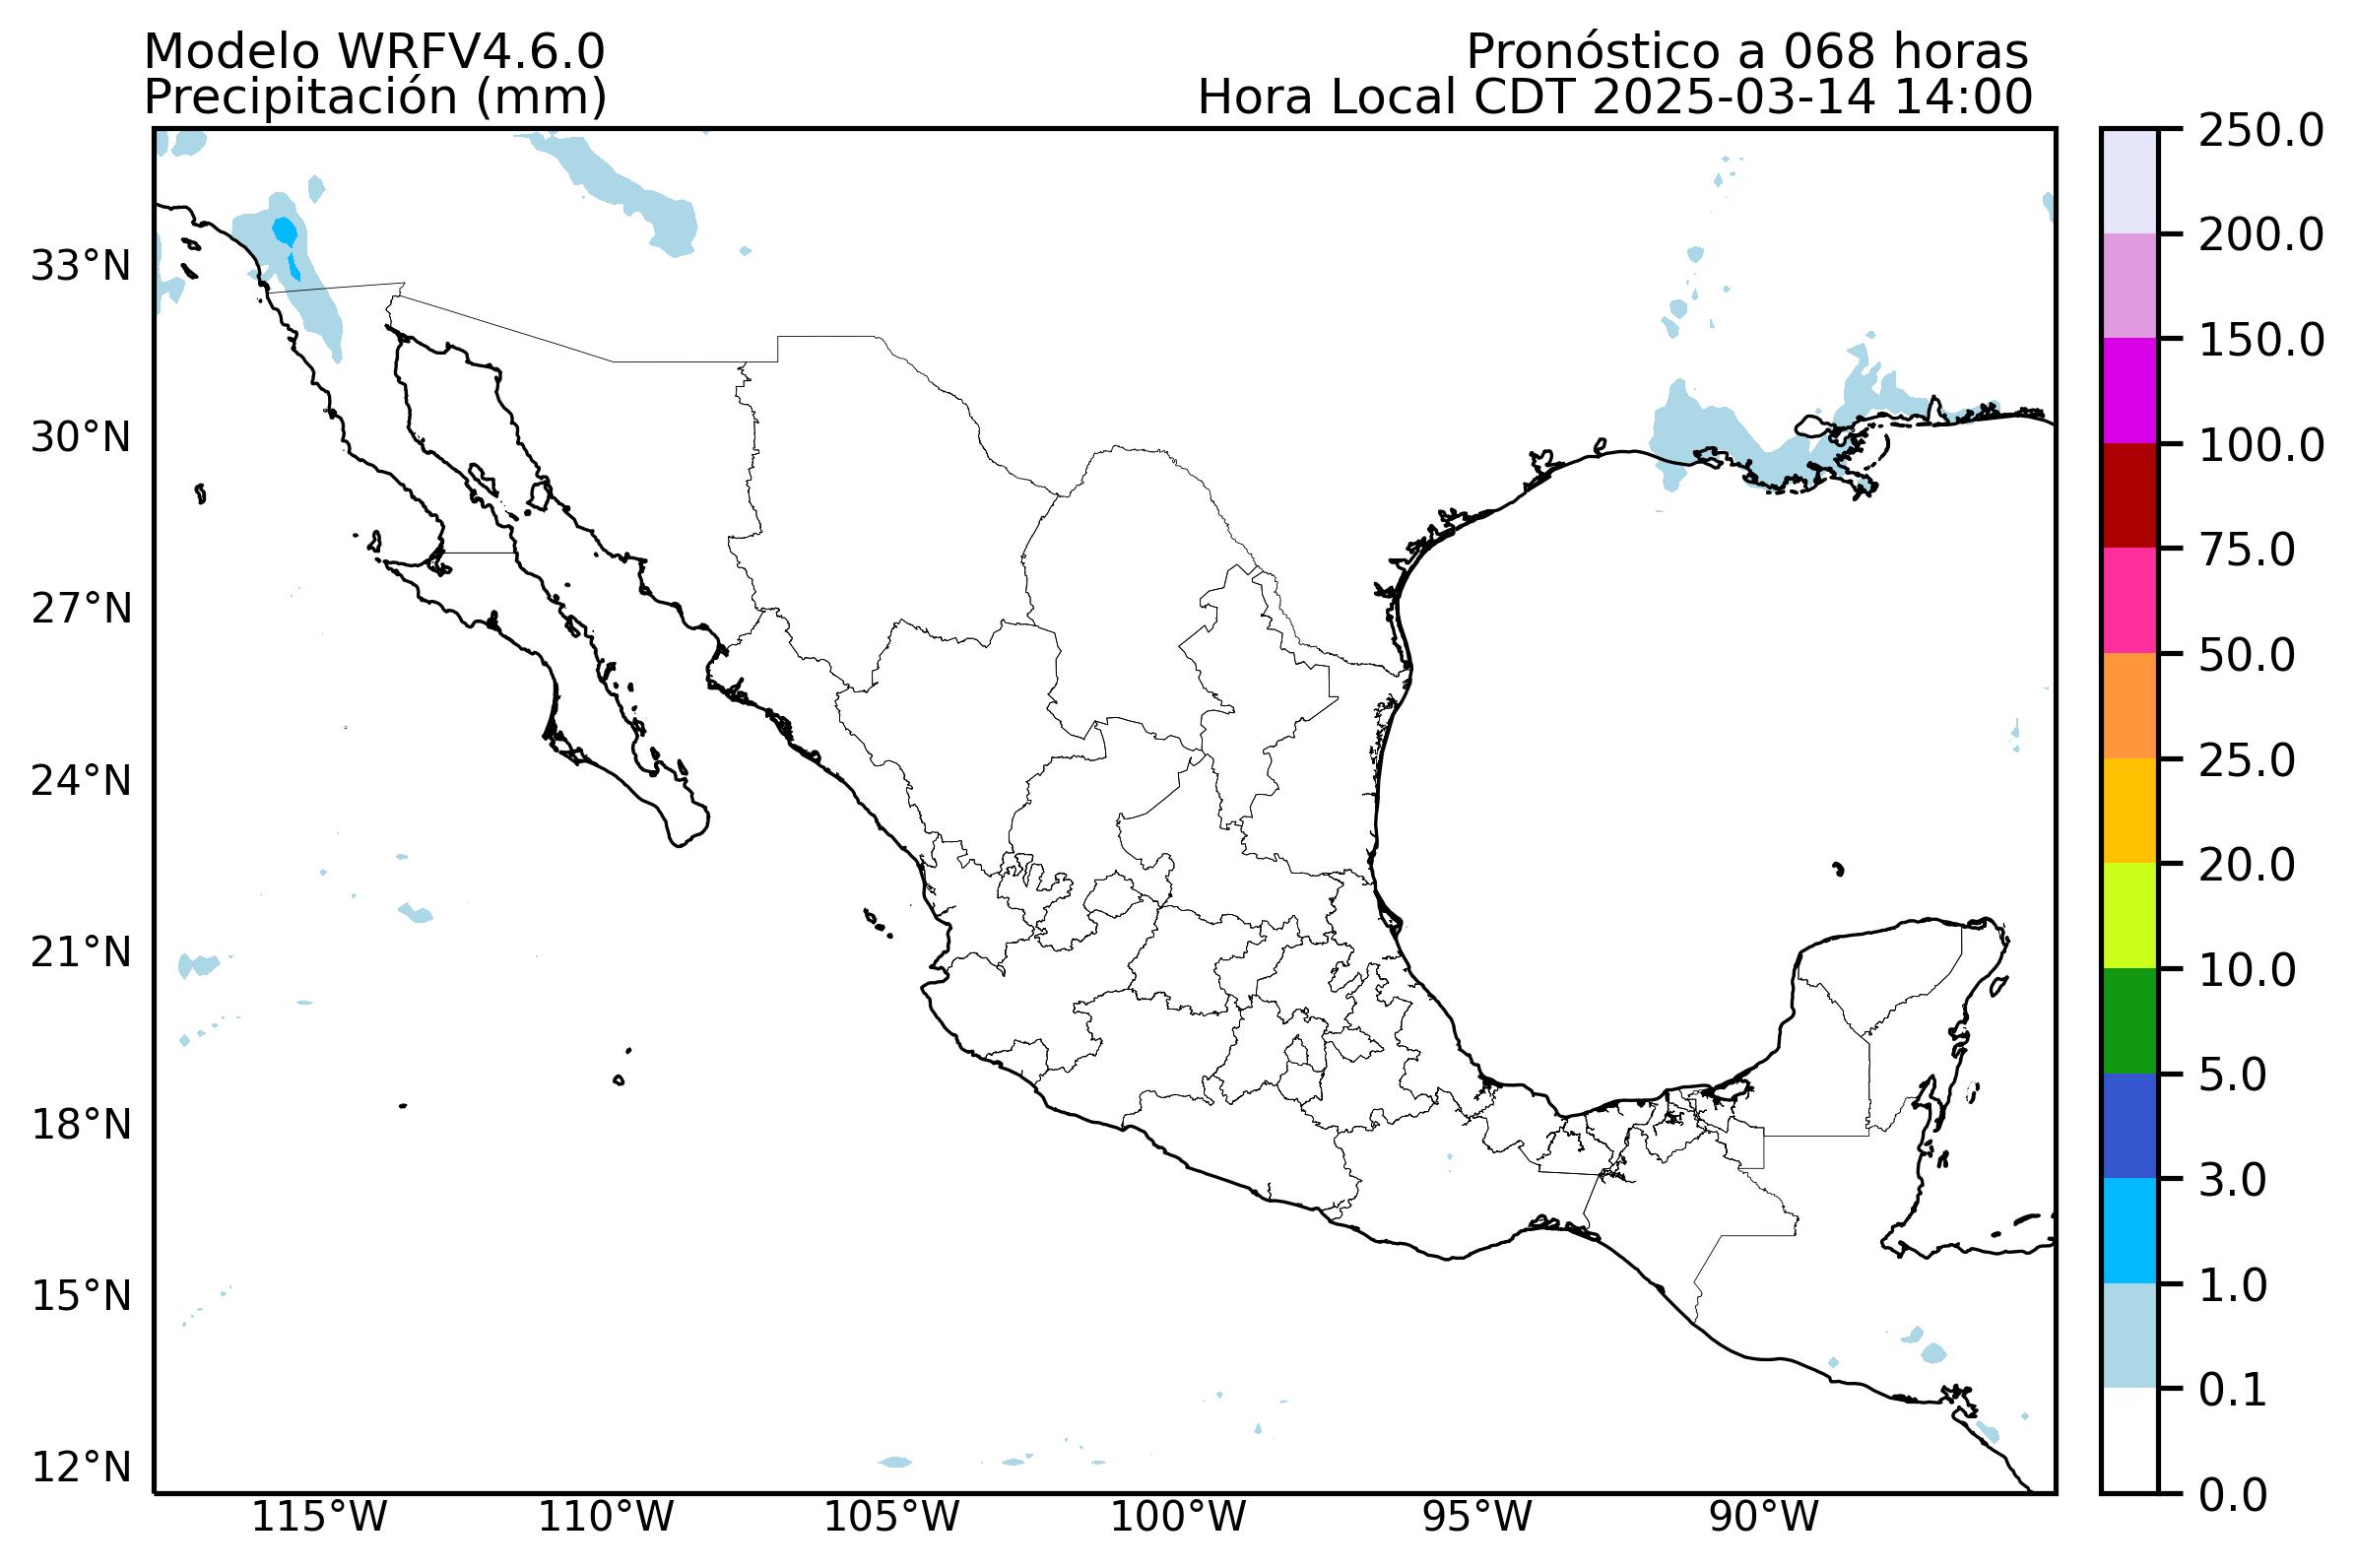 Modelo WRFV4.6.0
Pronóstico a 068 horas
Precipitación (mm)
Hora Local CDT 2025-03-14 14:00
33°N
30°N
27°N
24°N
21°N
18°N
15°N
12°N
115°W
110°W
105°W
100°W
95°W
90°W
250.0
200.0
150.0
100.0
75.0
50.0
25.0
20.0
10.0
5.0
3.0
1.0
0.1
0.0